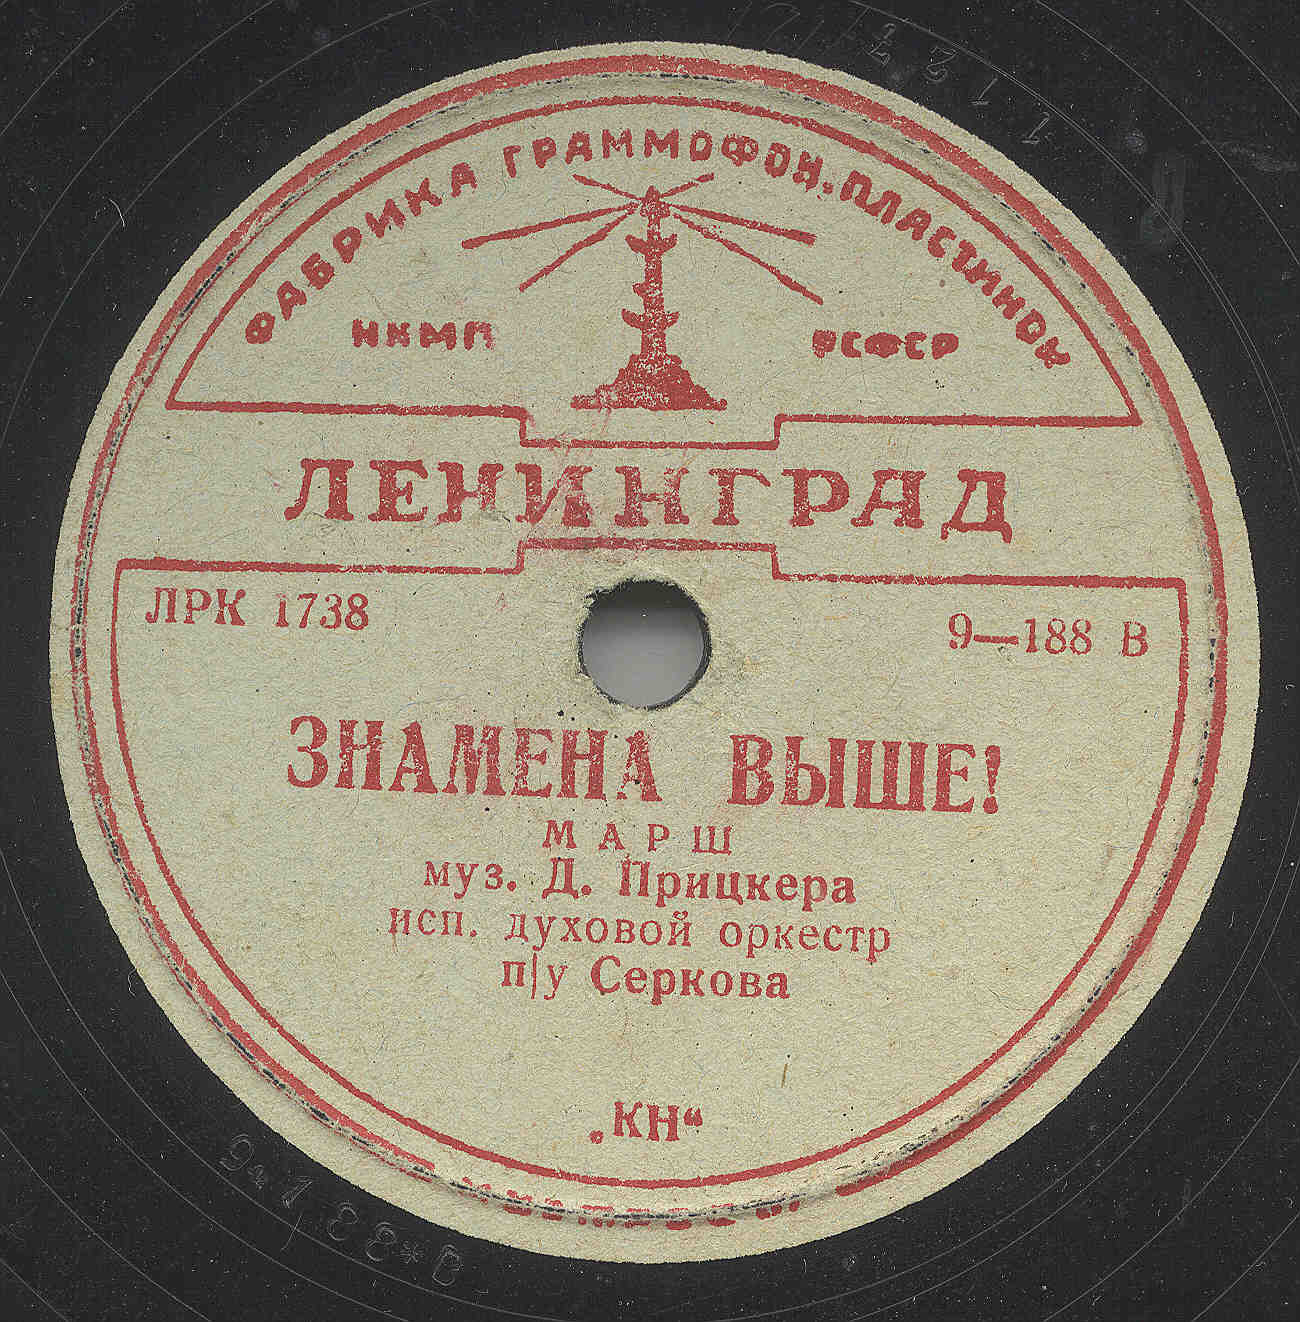 ФАБРИКА ГРАММОФОН. ПЛАСТИНОК
НКМП РСФСР
ЛЕНИНГРАД
ЛРК 1738
9—188 В
ЗНАМЕНА ВЫШЕ!
МАРШ
муз. Д. Прицкера
исп. духовой оркестр
п/у Серкова
„КН“